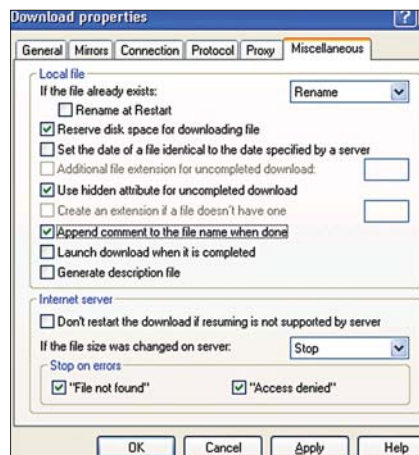 Download properties
?
General Mirrors Connection Protocol Proxy Miscellaneous
Local file
If the file already exists: Rename
Rename at Restart
Reserve disk space for downloading file
Set the date of a file identical to the date specified by a server
Additional file extension for uncompleted download:
Use hidden attribute for uncompleted download
Create an extension if a file doesn't have one
Append comment to the file name when done
Launch download when it is completed
Generate description file
Internet server
Don't restart the download if resuming is not supported by server
If the file size was changed on server: Stop
Stop on errors
"File not found" "Access denied"
OK Cancel Apply Help